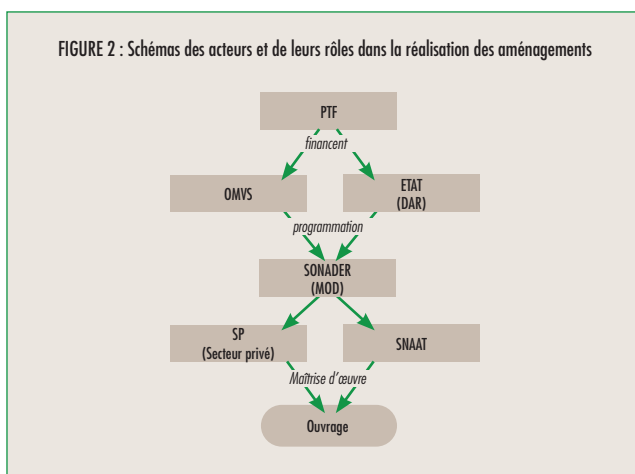 FIGURE 2 : Schémas des acteurs et de leurs rôles dans la réalisation des aménagements
PTF
financent
OMVS
ETAT
(DAR)
programmation
SONADER
(MOD)
SP
(Secteur privé)
SNAAT
Maîtrise d'œuvre
Ouvrage